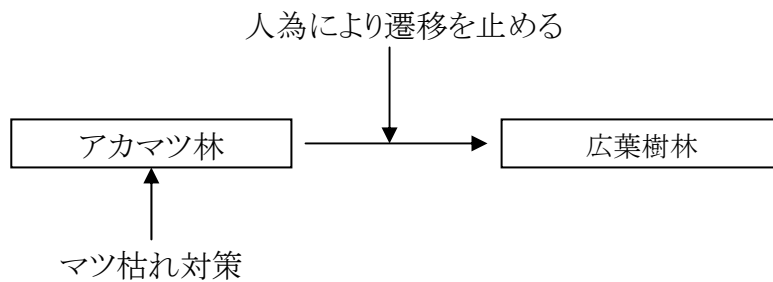 人為により遷移を止める
アカマツ林
広葉樹林
マツ枯れ対策